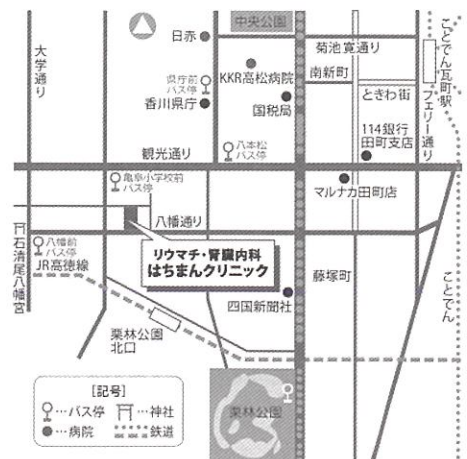 中央公園
日赤
菊池寛通り
大学通り
KKR高松病院
南新町
県庁前
バス停
国税局
ときわ街
香川県庁
ことでん瓦町駅
フェリー通り
114銀行
田町支店
八本松
バス停
観光通り
亀阜小学校前
バス停
マルナカ田町店
八幡通り
石清尾八幡宮
八幡前
バス停
リウマチ・腎臓内科
はちまんクリニック
JR高徳線
藤塚町
ことでん
四国新聞社
栗林公園
北口
栗林公園
[記号]
…バス停
…神社
…病院
…鉄道